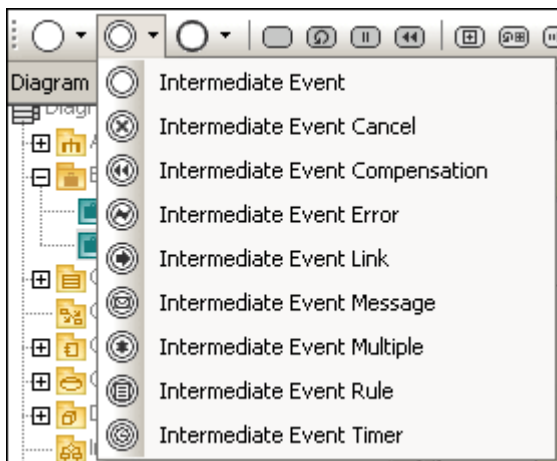 Diagram
Intermediate Event
Intermediate Event Cancel
Intermediate Event Compensation
Intermediate Event Error
Intermediate Event Link
Intermediate Event Message
Intermediate Event Multiple
Intermediate Event Rule
Intermediate Event Timer